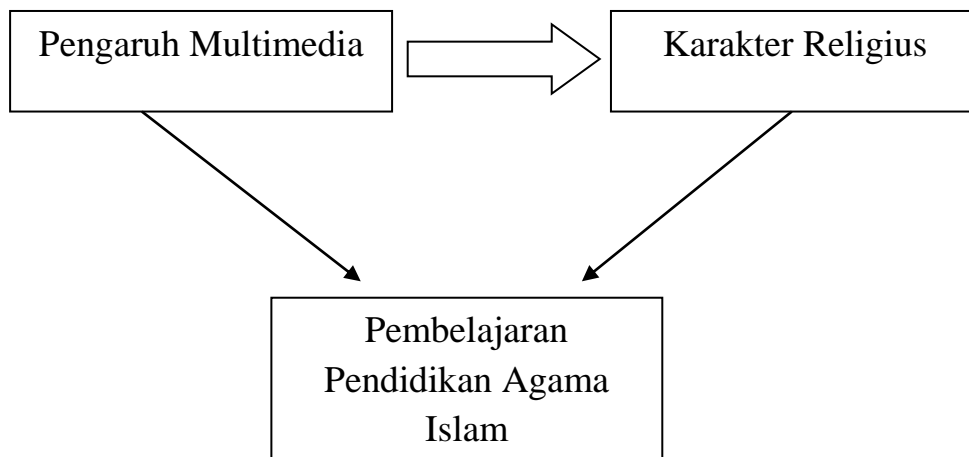 Pengaruh Multimedia
Karakter Religius
Pembelajaran
Pendidikan Agama
Islam